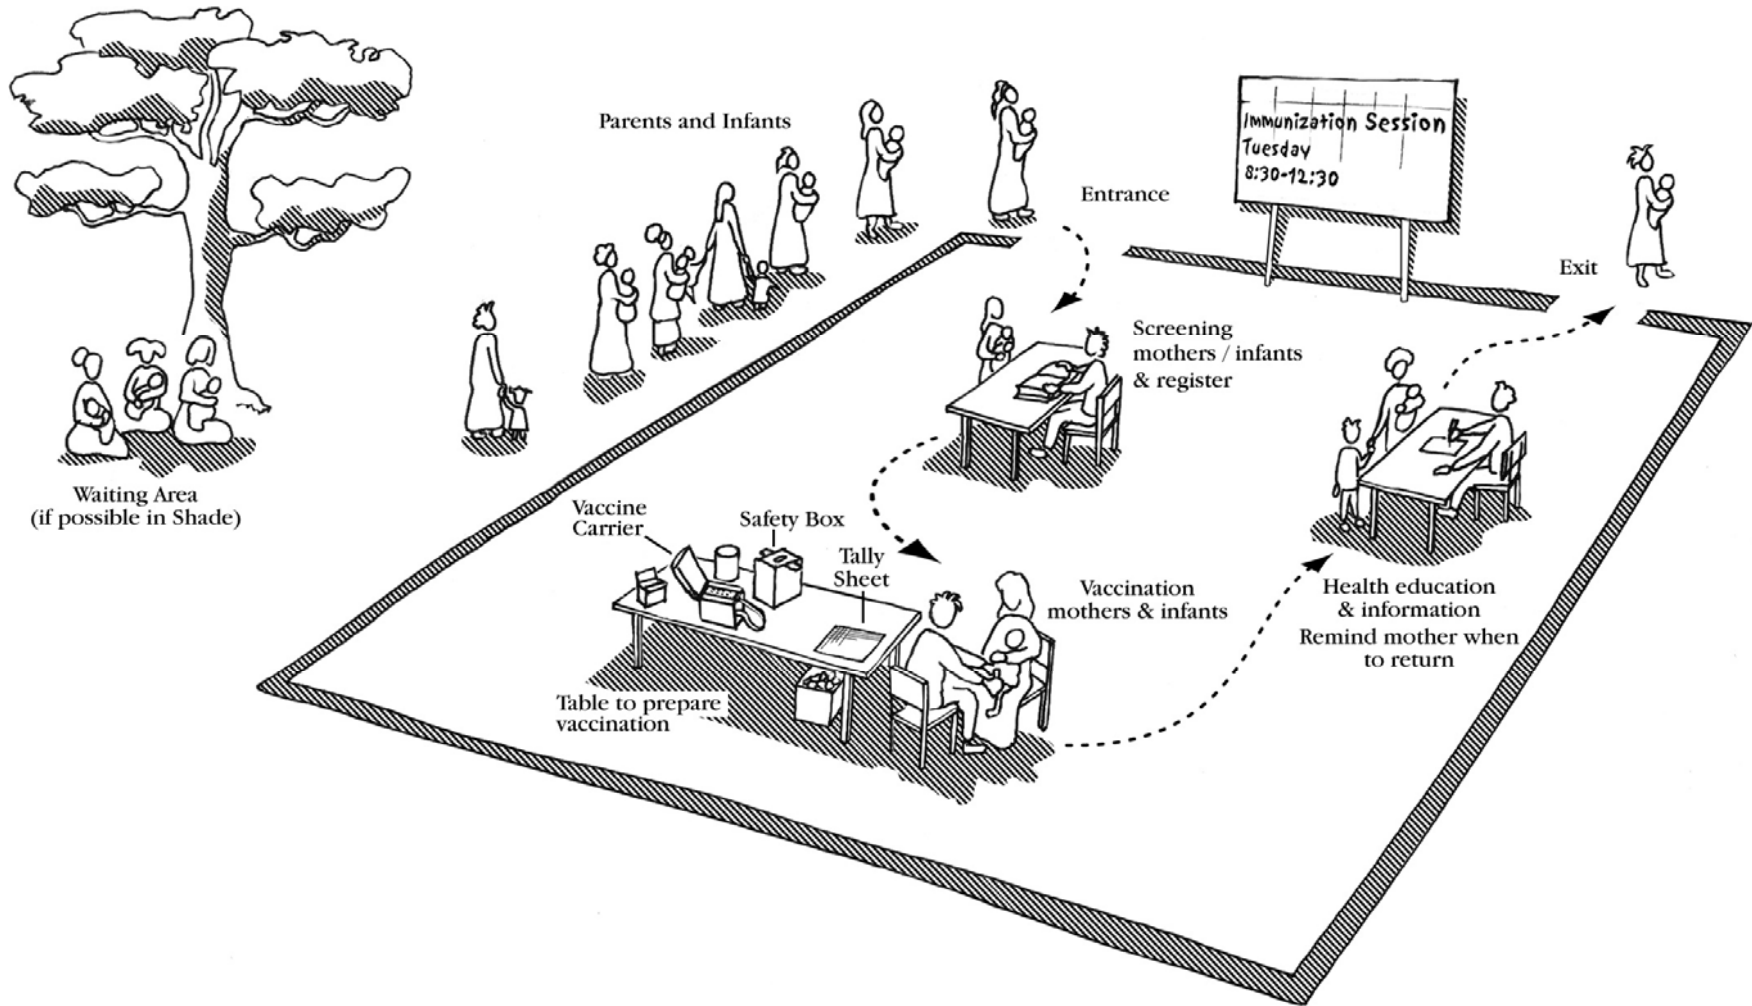 Parents and Infants
Entrance
Immunization Session
Tuesday
8:30-12:30
Exit
Screening
mothers / infants
& register
Waiting Area
(if possible in Shade)
Vaccine
Carrier
Safety Box
Tally
Sheet
Vaccination
mothers & infants
Health education
& information
Remind mother when
to return
Table to prepare
vaccination